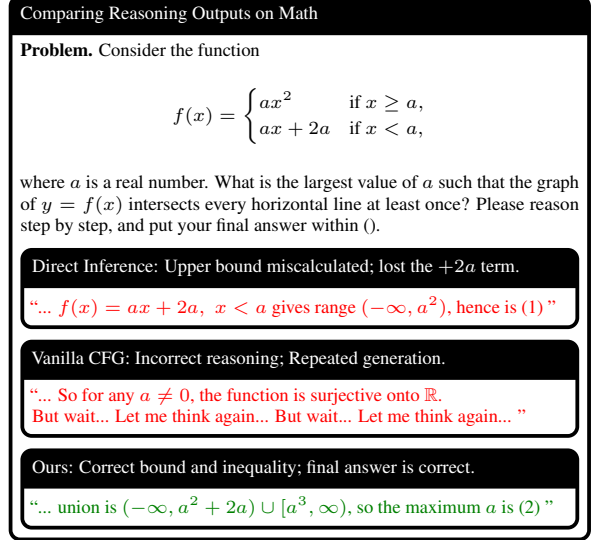 Comparing Reasoning Outputs on Math
Problem. Consider the function
f(x) = { ax² if x ≥ a,
ax + 2a if x < a,
where a is a real number. What is the largest value of a such that the graph
of y = f(x) intersects every horizontal line at least once? Please reason
step by step, and put your final answer within ().
Direct Inference: Upper bound miscalculated; lost the +2a term.
“... f(x) = ax + 2a, x < a gives range (−∞, a²), hence is (1) ”
Vanilla CFG: Incorrect reasoning; Repeated generation.
“... So for any a ≠ 0, the function is surjective onto ℝ.
But wait... Let me think again... But wait... Let me think again... ”
Ours: Correct bound and inequality; final answer is correct.
“... union is (−∞, a² + 2a) ∪ [a³, ∞), so the maximum a is (2) ”